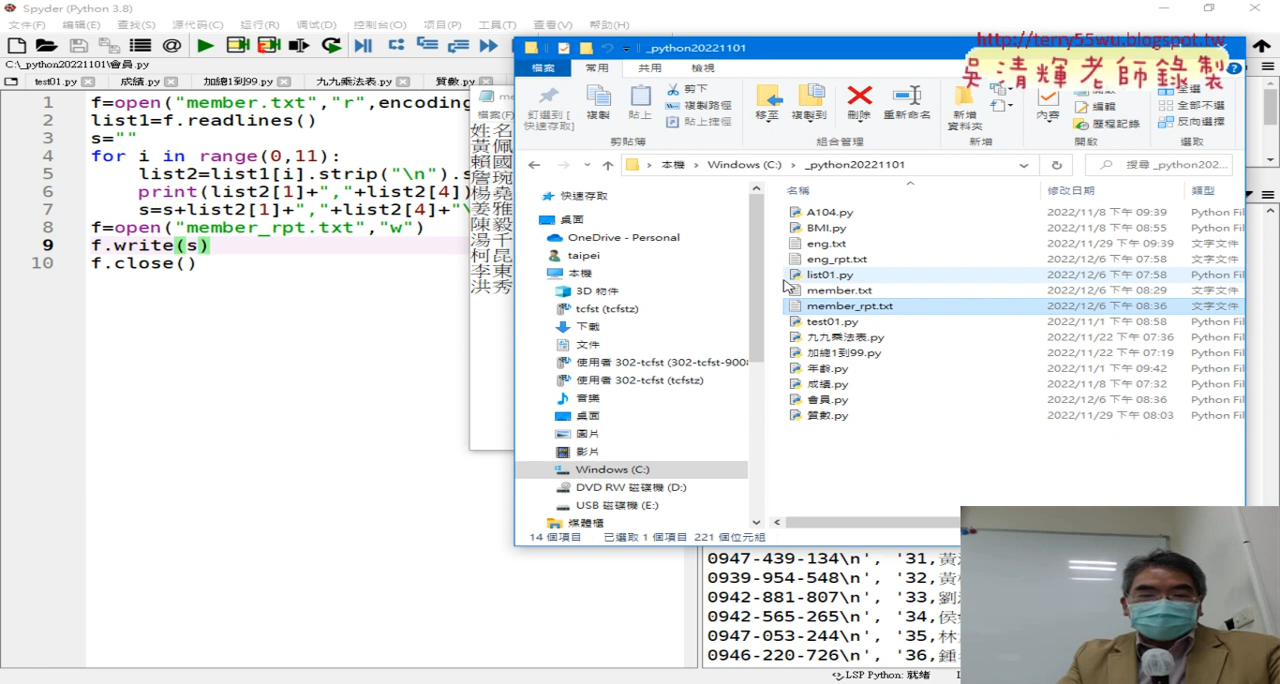 Spyder (Python 3.8)
文件(F) 编辑(E) 查找(S) 源代码(C) 运行(R) 调试(D) 控制台(O) 项目(P) 工具(T) 查看(V) 帮助(H)
C:\_python20221101\會員.py
test01.py 成績.py 加總1到99.py 九九乘法表.py 質數.py
1 f=open("member.txt","r",encoding
2 list1=f.readlines()
3 s=""
4 for i in range(0,11):
5 list2=list1[i].strip("\n").s
6 print(list2[1]+","+list2[4])
7 s=s+list2[1]+","+list2[4]+"\
8 f=open("member_rpt.txt","w")
9 f.write(s)
10 f.close()
檔案(F)
姓名
黃佩
賴國
詹琬
楊堯
姜雅
陳毅
湯千
柯昆
李東
洪秀
_python20221101
http://terry55wu.blogspot.tw
吳清輝老師錄製
檔案 常用 共用 檢視
釘選到 [快速存取] 複製 貼上 剪下 複製路徑 貼上捷徑
移至 複製到 刪除 重新命名 新增資料夾 內容 編輯 歷程記錄 全選 全部不選 反向選擇
剪貼簿 組合管理 新增 開啟 選取
本機 Windows (C:) _python20221101 搜尋 _python202...
快速存取
桌面
OneDrive - Personal
taipei
本機
3D 物件
tcfst (tcfstz)
下載
文件
使用者 302-tcfst (302-tcfst-900
使用者 302-tcfst (tcfstz)
音樂
桌面
圖片
影片
Windows (C:)
DVD RW 磁碟機 (D:)
USB 磁碟機 (E:)
媒體櫃
名稱 修改日期 類型
A104.py 2022/11/8 下午 09:39 Python Fil
BMI.py 2022/11/8 下午 08:55 Python Fil
eng.txt 2022/11/29 下午 09:39 文字文件
eng_rpt.txt 2022/12/6 下午 07:58 文字文件
list01.py 2022/12/6 下午 07:58 Python Fil
member.txt 2022/12/6 下午 08:29 文字文件
member_rpt.txt 2022/12/6 下午 08:36 文字文件
test01.py 2022/11/1 下午 08:58 Python Fil
九九乘法表.py 2022/11/22 下午 07:36 Python Fil
加總1到99.py 2022/11/22 下午 07:19 Python Fil
年齡.py 2022/11/1 下午 09:42 Python Fil
成績.py 2022/11/8 下午 07:32 Python Fil
會員.py 2022/12/6 下午 08:36 Python Fil
質數.py 2022/11/29 下午 08:03 Python Fil
14 個項目 已選取 1 個項目 221 個位元組
0947-439-134\n', '31,黃
0939-954-548\n', '32,黃
0942-881-807\n', '33,劉
0942-565-265\n', '34,侯
0947-053-244\n', '35,林
0946-220-726\n', '36,鍾
LSP Python: 就绪